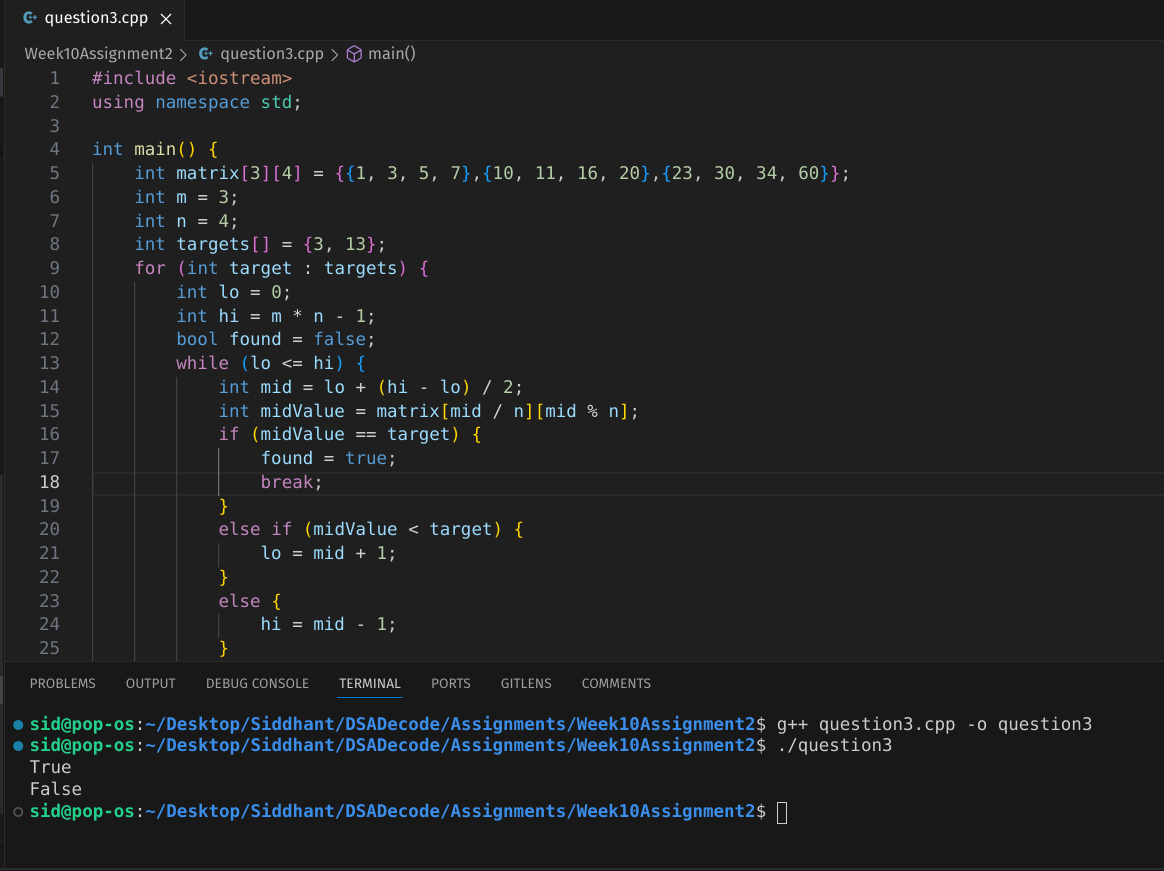 question3.cpp
Week10Assignment2 > question3.cpp > main()
1 #include <iostream>
2 using namespace std;
3
4 int main() {
5 int matrix[3][4] = {{1, 3, 5, 7},{10, 11, 16, 20},{23, 30, 34, 60}};
6 int m = 3;
7 int n = 4;
8 int targets[] = {3, 13};
9 for (int target : targets) {
10 int lo = 0;
11 int hi = m * n - 1;
12 bool found = false;
13 while (lo <= hi) {
14 int mid = lo + (hi - lo) / 2;
15 int midValue = matrix[mid / n][mid % n];
16 if (midValue == target) {
17 found = true;
18 break;
19 }
20 else if (midValue < target) {
21 lo = mid + 1;
22 }
23 else {
24 hi = mid - 1;
25 }
PROBLEMS OUTPUT DEBUG CONSOLE TERMINAL PORTS GITLENS COMMENTS
sid@pop-os:~/Desktop/Siddhant/DSADecode/Assignments/Week10Assignment2$ g++ question3.cpp -o question3
sid@pop-os:~/Desktop/Siddhant/DSADecode/Assignments/Week10Assignment2$ ./question3
True
False
sid@pop-os:~/Desktop/Siddhant/DSADecode/Assignments/Week10Assignment2$